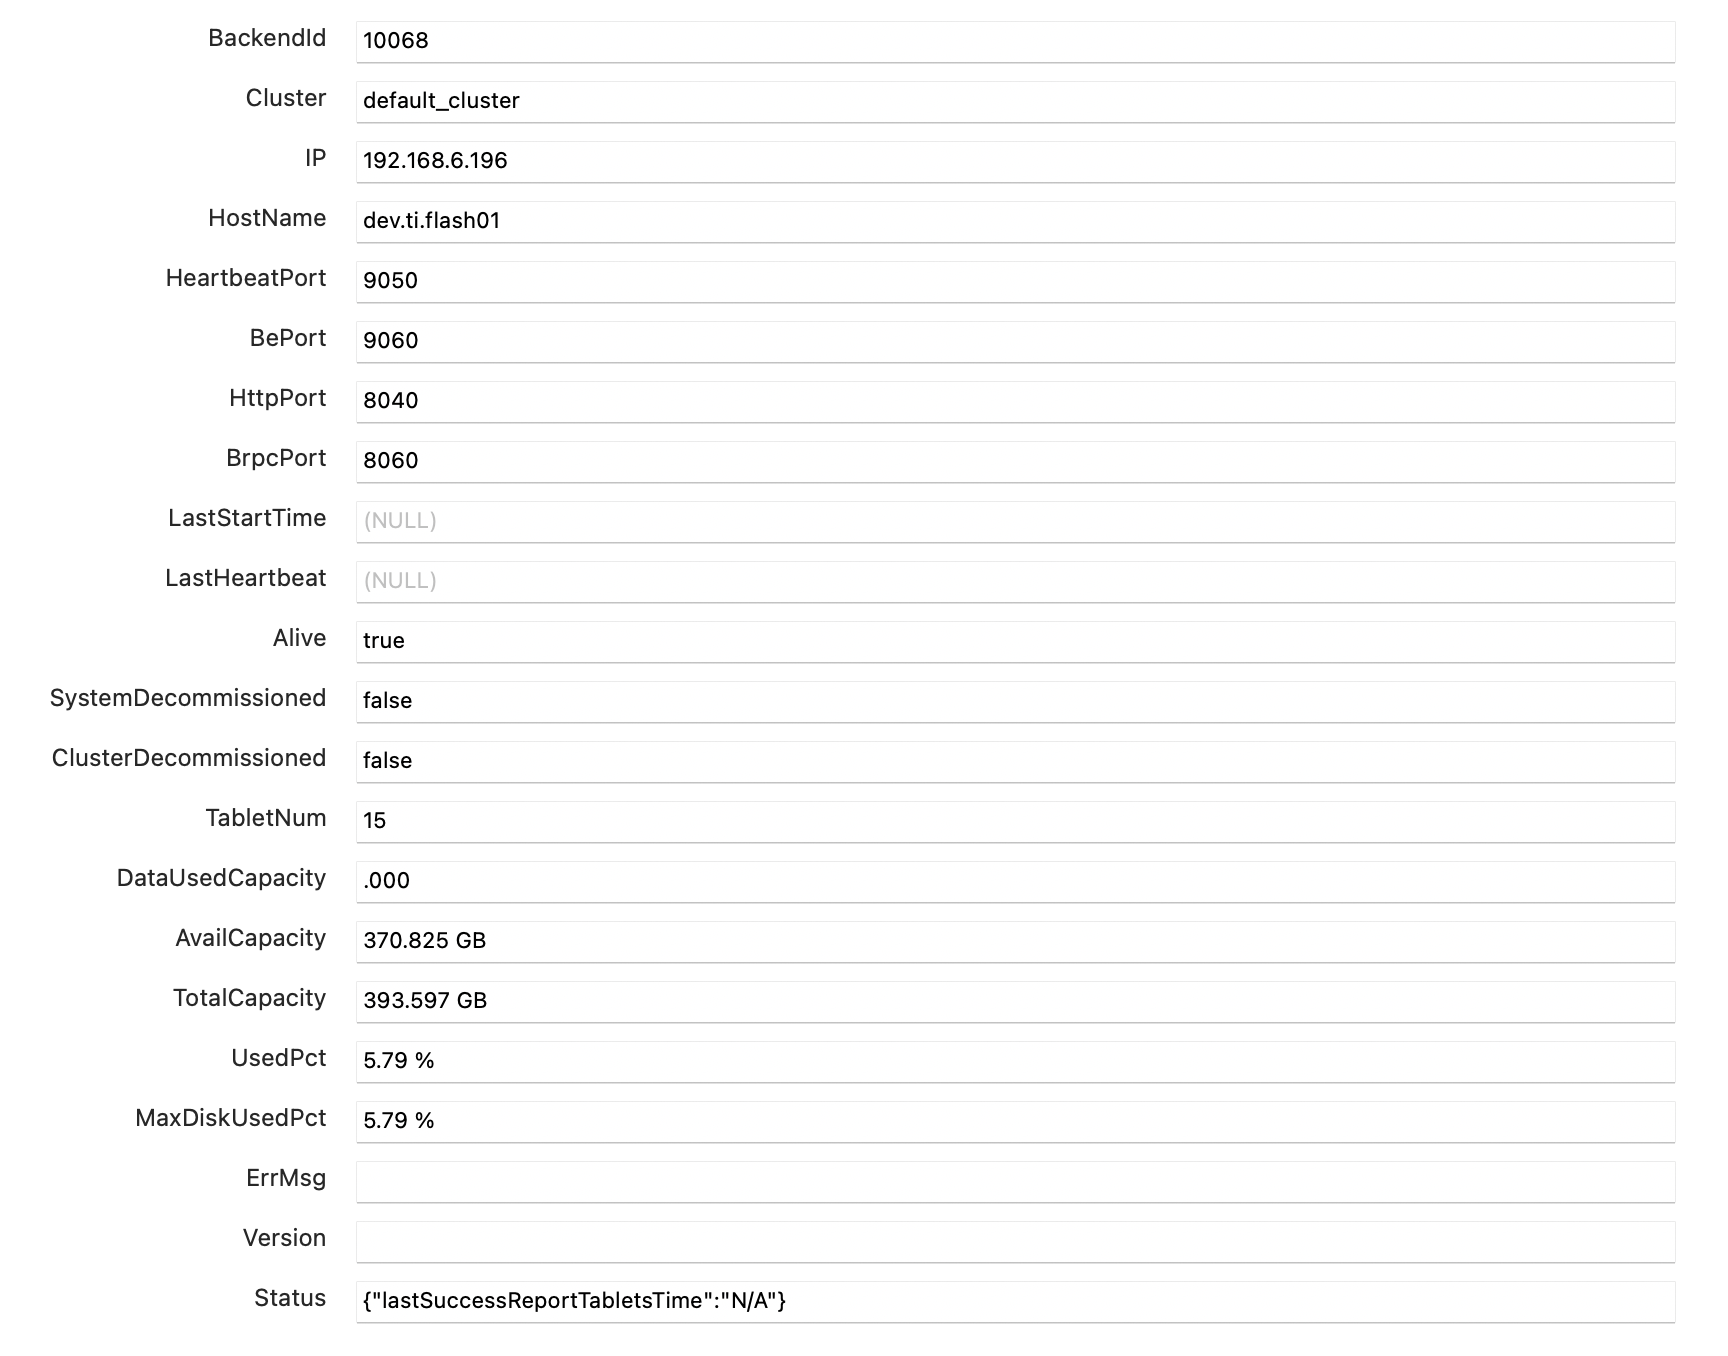 BackendId 10068
Cluster default_cluster
IP 192.168.6.196
HostName dev.ti.flash01
HeartbeatPort 9050
BePort 9060
HttpPort 8040
BrpcPort 8060
LastStartTime (NULL)
LastHeartbeat (NULL)
Alive true
SystemDecommissioned false
ClusterDecommissioned false
TabletNum 15
DataUsedCapacity .000
AvailCapacity 370.825 GB
TotalCapacity 393.597 GB
UsedPct 5.79 %
MaxDiskUsedPct 5.79 %
ErrMsg
Version
Status {"lastSuccessReportTabletsTime":"N/A"}